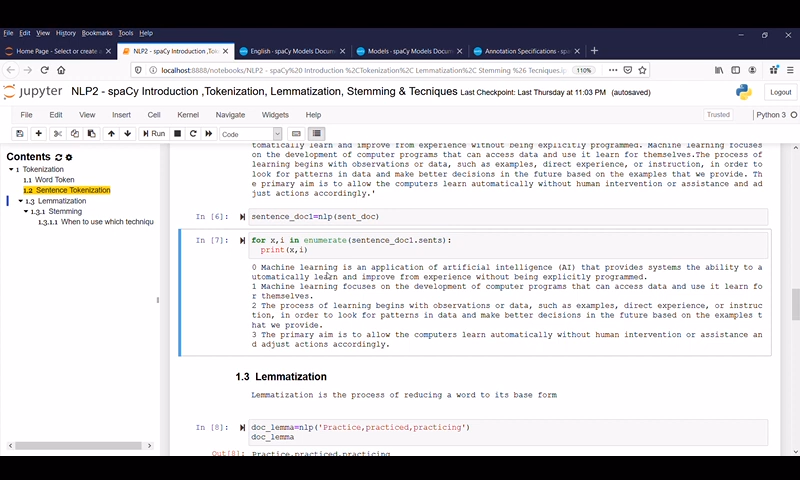 File Edit View History Bookmarks Tools Help
Home Page - Select or create a
NLP2 - spaCy Introduction ,Tok
English · spaCy Models Docum
Models · spaCy Models Docum
Annotation Specifications · spa
localhost:8888/notebooks/NLP2 - spaCy%20 Introduction %2CTokenization%2C Lemmatization%2C Stemming %26 Tecniques.ip
110%
jupyter NLP2 - spaCy Introduction ,Tokenization, Lemmatization, Stemming & Tecniques Last Checkpoint: Last Thursday at 11:03 PM (autosaved)
Logout
File Edit View Insert Cell Kernel Navigate Widgets Help
Trusted Python 3
Run Code
Contents
1 Tokenization
1.1 Word Token
1.2 Sentence Tokenization
1.3 Lemmatization
1.3.1 Stemming
1.3.1.1 When to use which techniqu
tomatically learn and improve from experience without being explicitly programmed. Machine learning focuses
on the development of computer programs that can access data and use it learn for themselves.The process of
learning begins with observations or data, such as examples, direct experience, or instruction, in order to
look for patterns in data and make better decisions in the future based on the examples that we provide. Th
e primary aim is to allow the computers learn automatically without human intervention or assistance and ad
just actions accordingly.'
In [6]: sentence_doc1=nlp(sent_doc)
In [7]: for x,i in enumerate(sentence_doc1.sents):
print(x,i)
0 Machine learning is an application of artificial intelligence (AI) that provides systems the ability to a
utomatically learn and improve from experience without being explicitly programmed.
1 Machine learning focuses on the development of computer programs that can access data and use it learn fo
r themselves.
2 The process of learning begins with observations or data, such as examples, direct experience, or instruc
tion, in order to look for patterns in data and make better decisions in the future based on the examples t
hat we provide.
3 The primary aim is to allow the computers learn automatically without human intervention or assistance an
d adjust actions accordingly.
1.3 Lemmatization
Lemmatization is the process of reducing a word to its base form
In [8]: doc_lemma=nlp('Practice,practiced,practicing')
doc_lemma
Out[8]: Practice,practiced,practicing